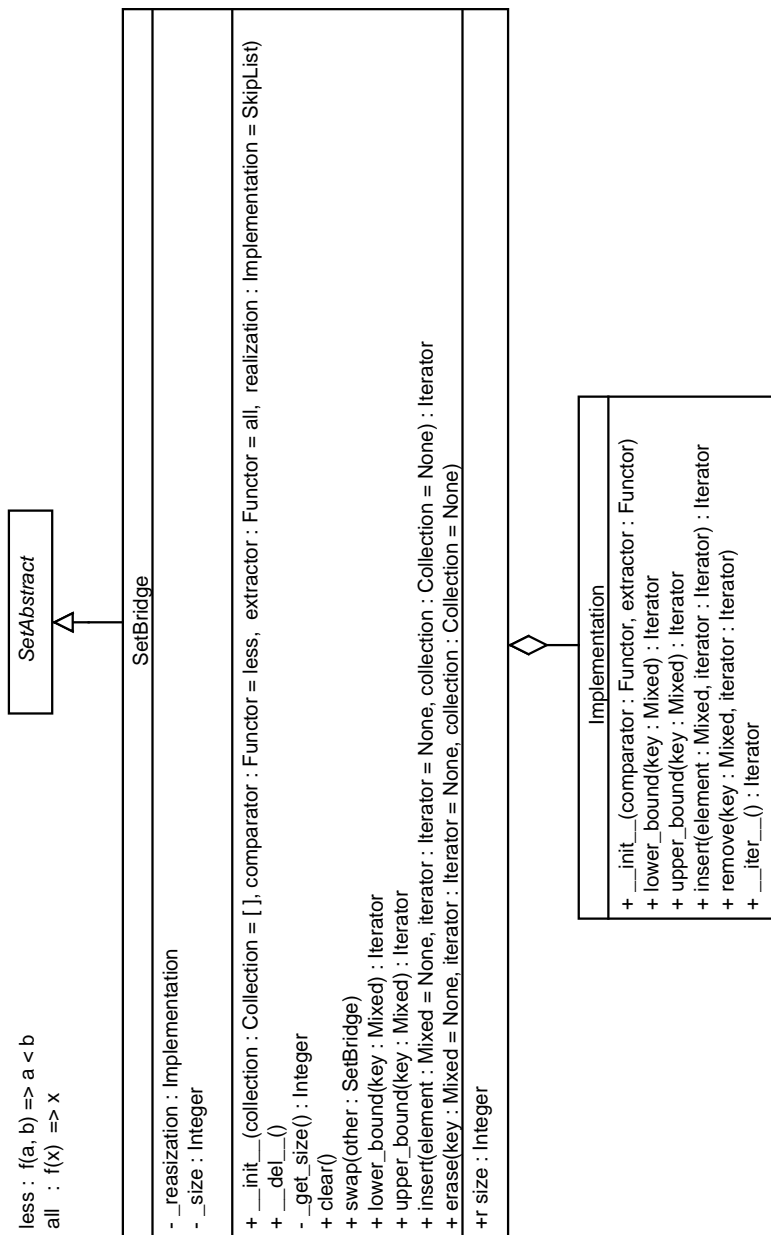 less : f(a, b) => a < b
all : f(x) => x
SetAbstract
SetBridge
- _reasization : Implementation
- _size : Integer
+ __init__(collection : Collection = [ ], comparator : Functor = less, extractor : Functor = all, realization : Implementation = SkipList)
+ __del__()
- _get_size() : Integer
+ clear()
+ swap(other : SetBridge)
+ lower_bound(key : Mixed) : Iterator
+ upper_bound(key : Mixed) : Iterator
+ insert(element : Mixed = None, iterator : Iterator = None, collection : Collection = None) : Iterator
+ erase(key : Mixed = None, iterator : Iterator = None, collection : Collection = None)
+r size : Integer
Implementation
+ __init__(comparator : Functor, extractor : Functor)
+ lower_bound(key : Mixed) : Iterator
+ upper_bound(key : Mixed) : Iterator
+ insert(element : Mixed, iterator : Iterator) : Iterator
+ remove(key : Mixed, iterator : Iterator)
+ __iter__() : Iterator